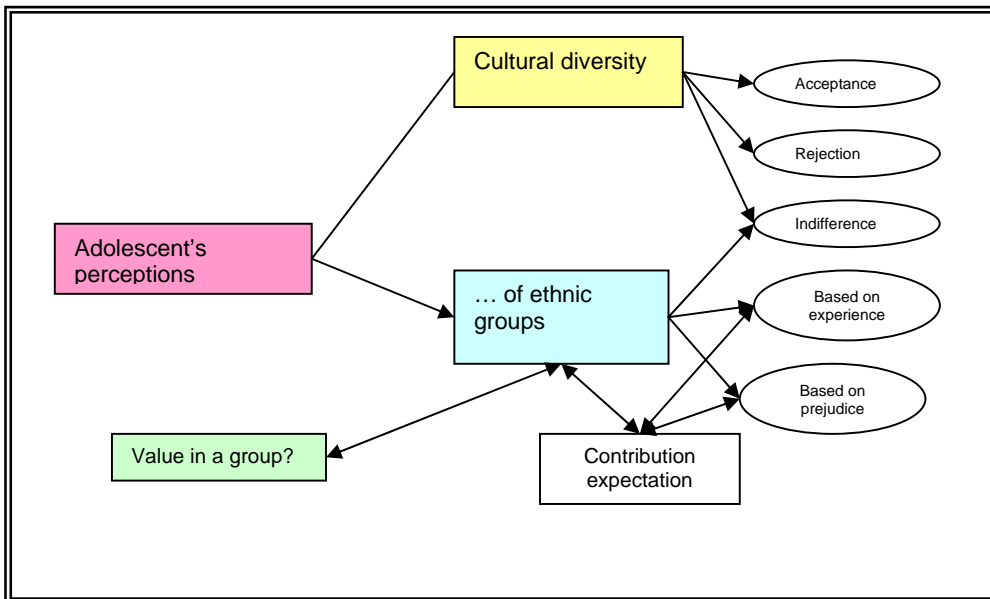 Cultural diversity
Acceptance
Rejection
Indifference
Adolescent’s
perceptions
… of ethnic
groups
Based on
experience
Based on
prejudice
Value in a group?
Contribution
expectation